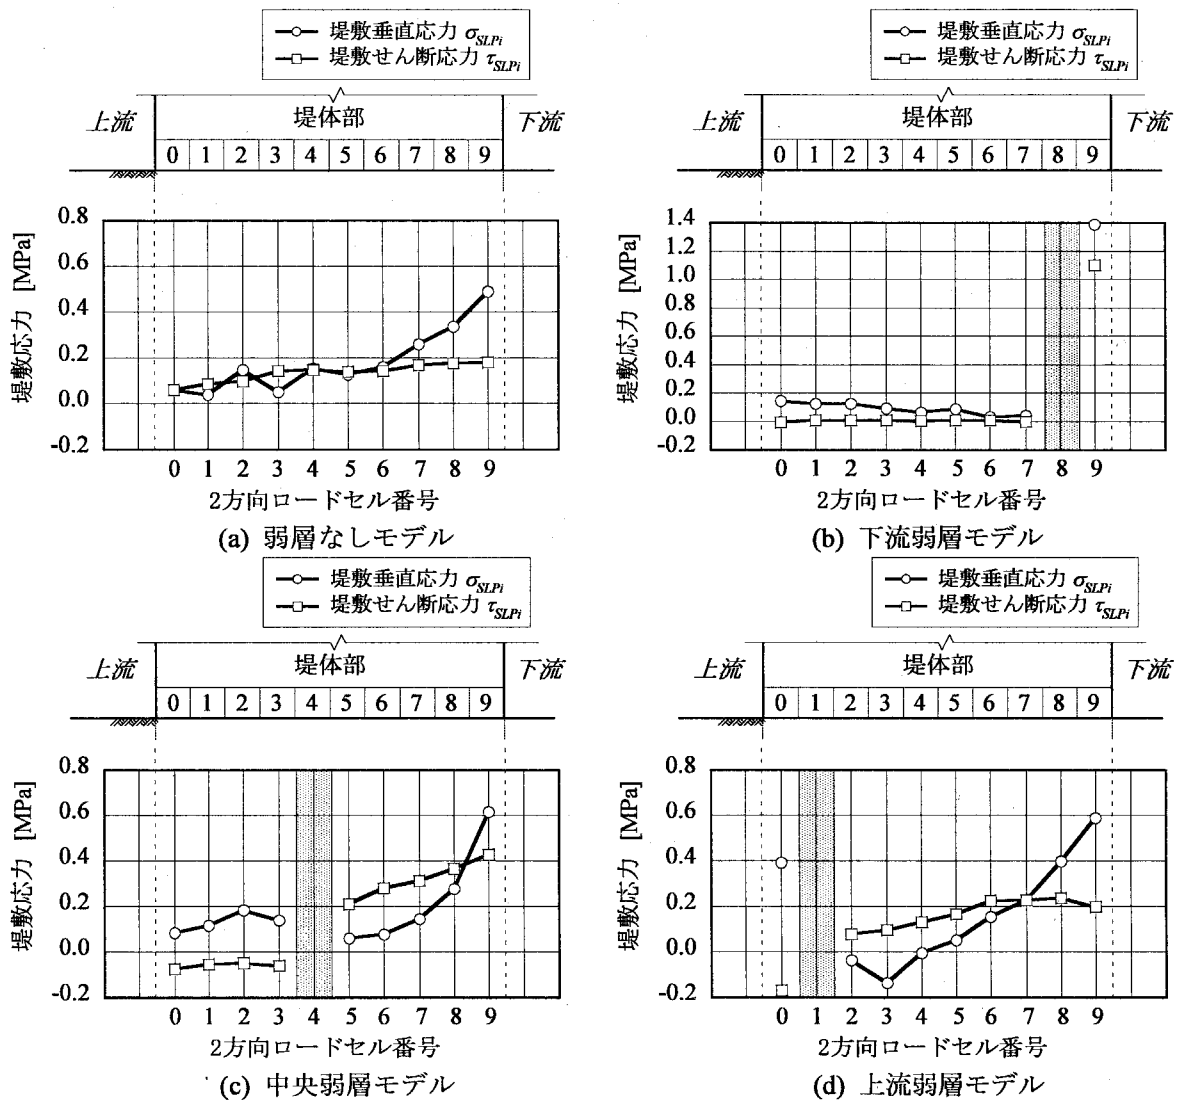 堤敷垂直応力 σSLPi
堤敷せん断応力 τSLPi
上流 堤体部 下流
0 1 2 3 4 5 6 7 8 9
堤敷応力 [MPa]
0.8
0.6
0.4
0.2
0.0
-0.2
0 1 2 3 4 5 6 7 8 9
2方向ロードセル番号
(a) 弱層なしモデル
堤敷垂直応力 σSLPi
堤敷せん断応力 τSLPi
上流 堤体部 下流
0 1 2 3 4 5 6 7 8 9
堤敷応力 [MPa]
1.4
1.2
1.0
0.8
0.6
0.4
0.2
0.0
-0.2
0 1 2 3 4 5 6 7 8 9
2方向ロードセル番号
(b) 下流弱層モデル
堤敷垂直応力 σSLPi
堤敷せん断応力 τSLPi
上流 堤体部 下流
0 1 2 3 4 5 6 7 8 9
堤敷応力 [MPa]
0.8
0.6
0.4
0.2
0.0
-0.2
0 1 2 3 4 5 6 7 8 9
2方向ロードセル番号
(c) 中央弱層モデル
堤敷垂直応力 σSLPi
堤敷せん断応力 τSLPi
上流 堤体部 下流
0 1 2 3 4 5 6 7 8 9
堤敷応力 [MPa]
0.8
0.6
0.4
0.2
0.0
-0.2
0 1 2 3 4 5 6 7 8 9
2方向ロードセル番号
(d) 上流弱層モデル